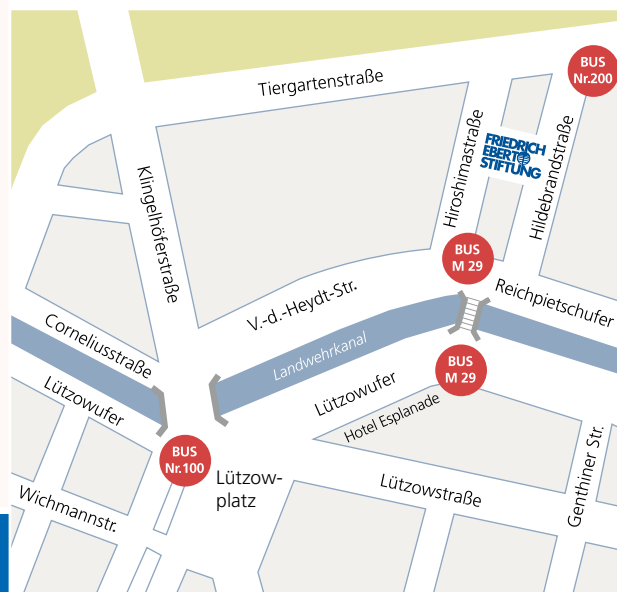 BUS
Nr.200
Tiergartenstraße
Hiroshimastraße
FRIEDRICH
EBERT
STIFTUNG
Hildebrandstraße
Klingelhöferstraße
BUS
M 29
Reichpietschufer
V.-d.-Heydt-Str.
Corneliusstraße
Landwehrkanal
BUS
M 29
Lützowufer
Lützowufer
Hotel Esplanade
BUS
Nr.100
Lützow-
platz
Lützowstraße
Genthiner Str.
Wichmannstr.